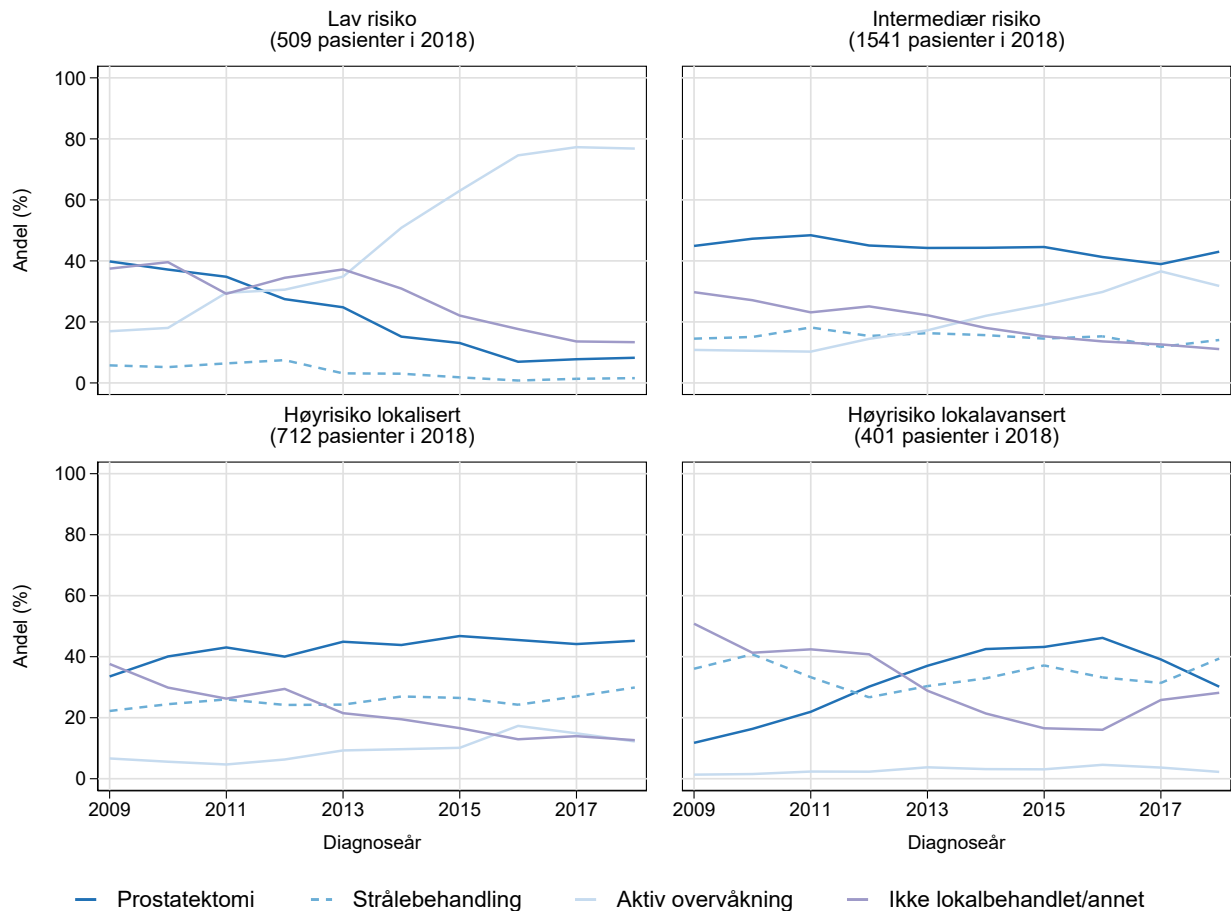 Lav risiko
(509 pasienter i 2018)
Intermediær risiko
(1541 pasienter i 2018)
100
80
60
40
20
0
Andel (%)
Høyrisiko lokalisert
(712 pasienter i 2018)
Høyrisiko lokalavansert
(401 pasienter i 2018)
100
80
60
40
20
0
Andel (%)
2009 2011 2013 2015 2017
2009 2011 2013 2015 2017
Diagnoseår
Diagnoseår
Prostatektomi Strålebehandling Aktiv overvåkning Ikke lokalbehandlet/annet